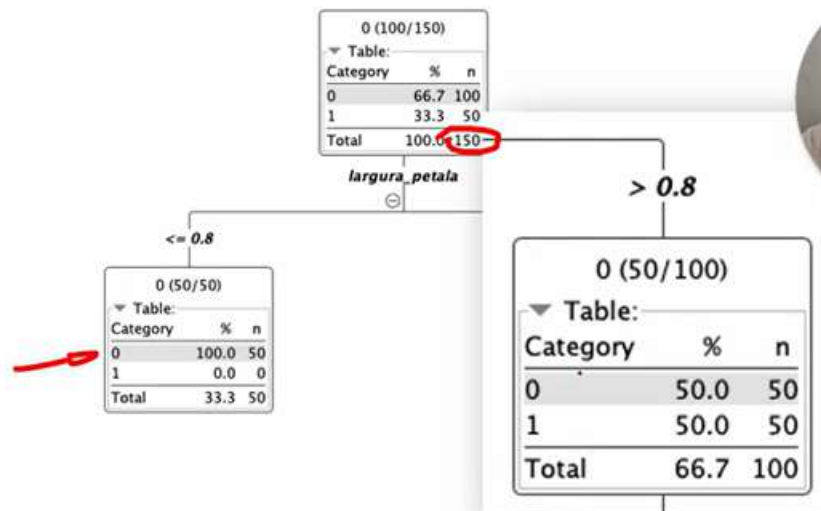 0 (100/150)
Table:
Category % n
0 66.7 100
1 33.3 50
Total 100.0 150
largura_petala
<= 0.8
0 (50/50)
Table:
Category % n
0 100.0 50
1 0.0 0
Total 33.3 50
> 0.8
0 (50/100)
Table:
Category % n
0 50.0 50
1 50.0 50
Total 66.7 100